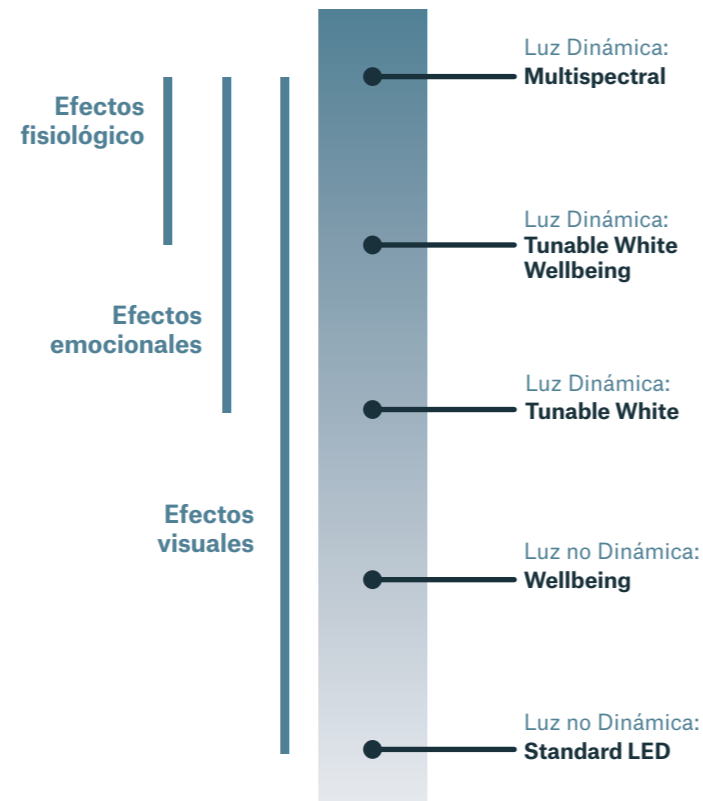 Efectos
fisiológico
Efectos
emocionales
Efectos
visuales
Luz Dinámica:
Multispectral
Luz Dinámica:
Tunable White
Wellbeing
Luz Dinámica:
Tunable White
Luz no Dinámica:
Wellbeing
Luz no Dinámica:
Standard LED